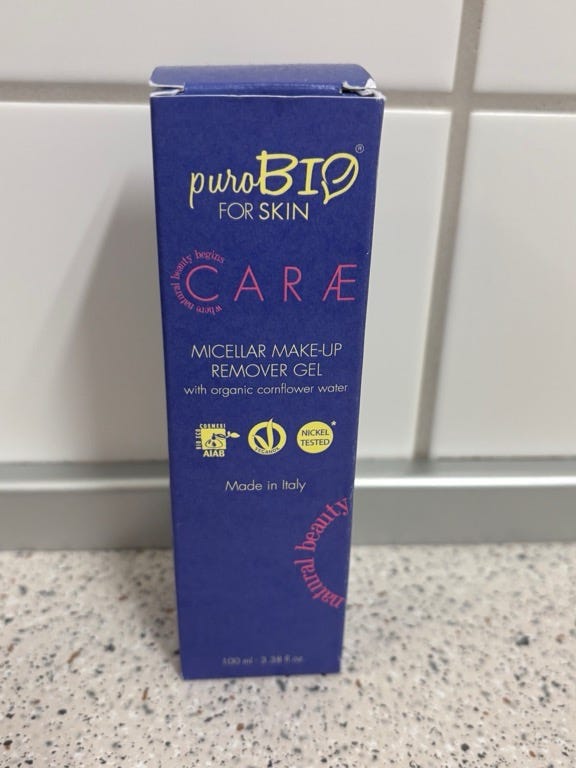 puroBIO®
FOR SKIN
where natural beauty begins
CARÆ
MICELLAR MAKE-UP
REMOVER GEL
with organic cornflower water
COSMESI
BIO ECO
AIAB
VEGANOK
NICKEL
TESTED*
Made in Italy
natural beauty
100 ml - 3.38 fl.oz.